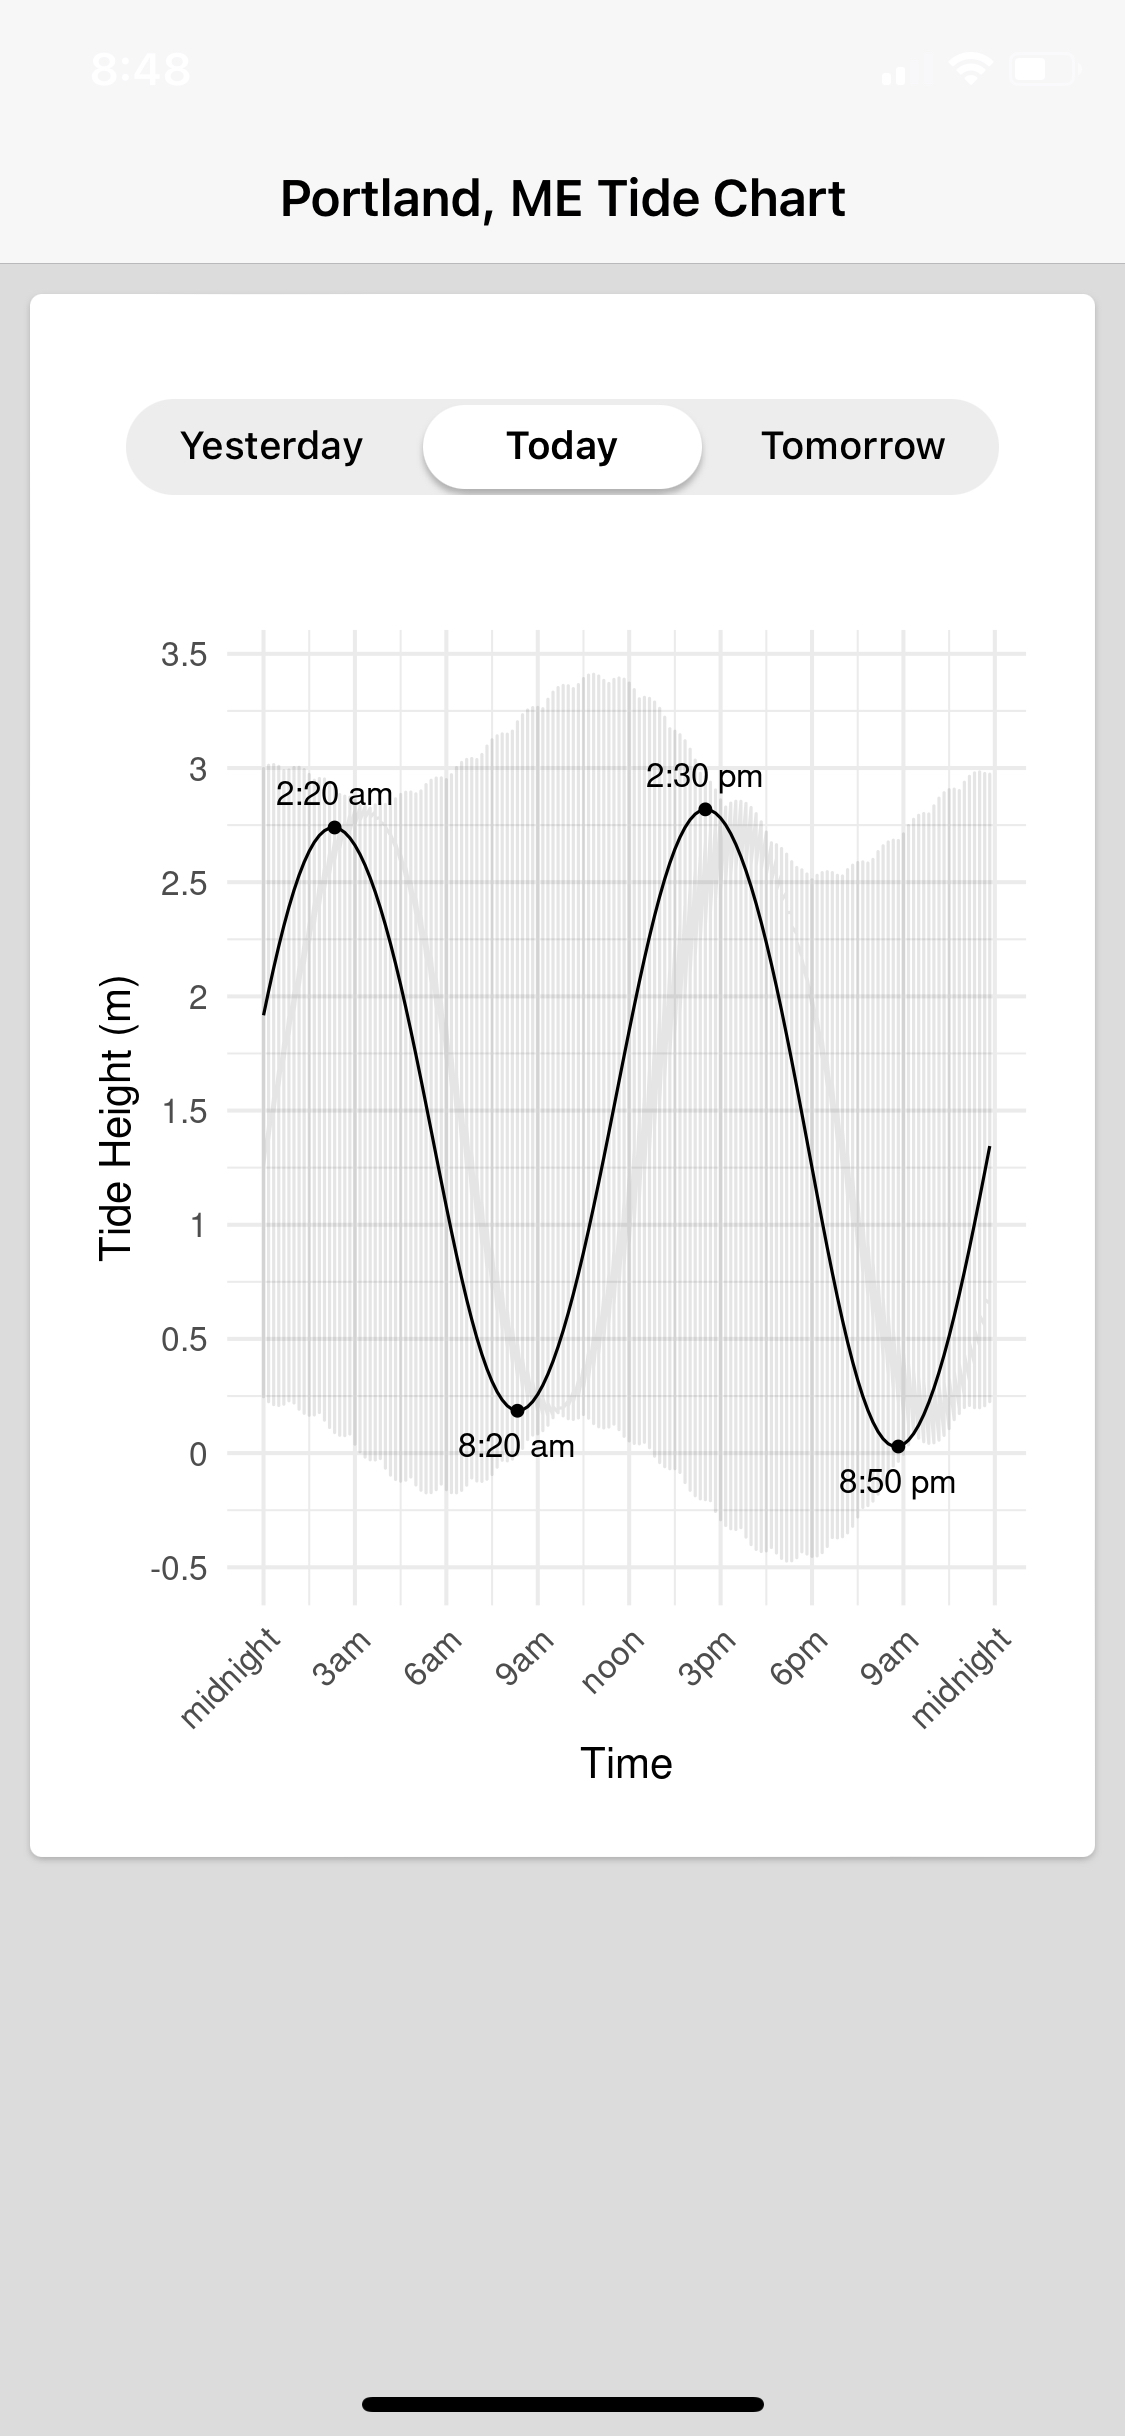 8:48
Portland, ME Tide Chart
Yesterday Today Tomorrow
3.5
3
2.5
2
1.5
1
0.5
0
-0.5
Tide Height (m)
2:20 am
2:30 pm
8:20 am
8:50 pm
midnight 3am 6am 9am noon 3pm 6pm 9am midnight
Time